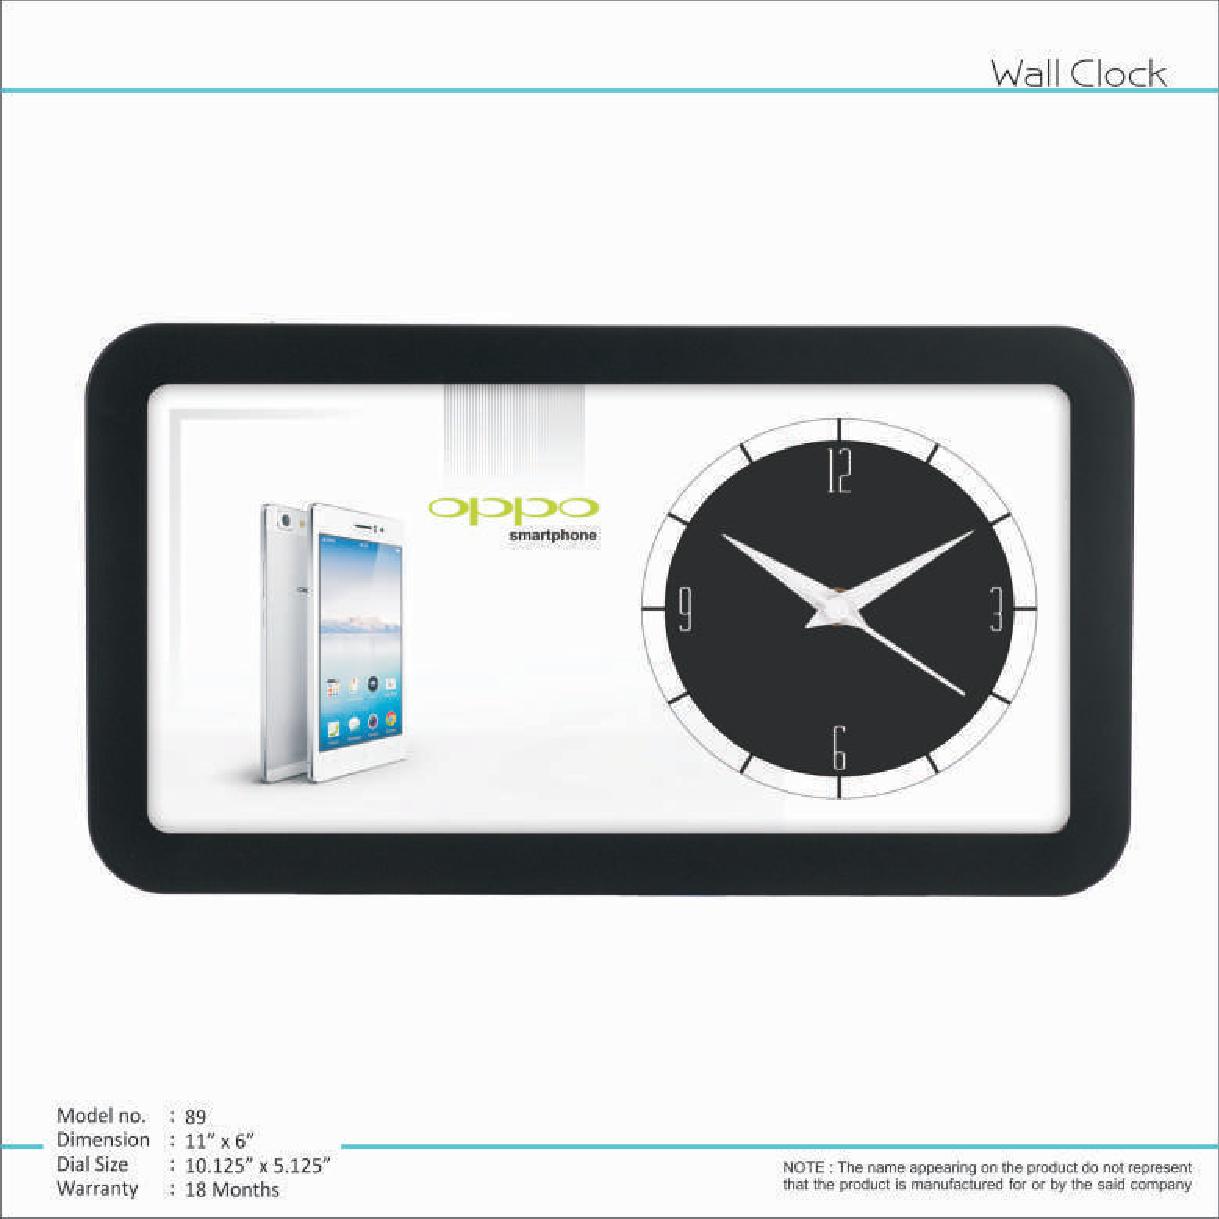 Wall Clock
oppo
smartphone
12
9
3
6
Model no. : 89
Dimension : 11” x 6”
Dial Size : 10.125” x 5.125”
Warranty : 18 Months
NOTE : The name appearing on the product do not represent
that the product is manufactured for or by the said company